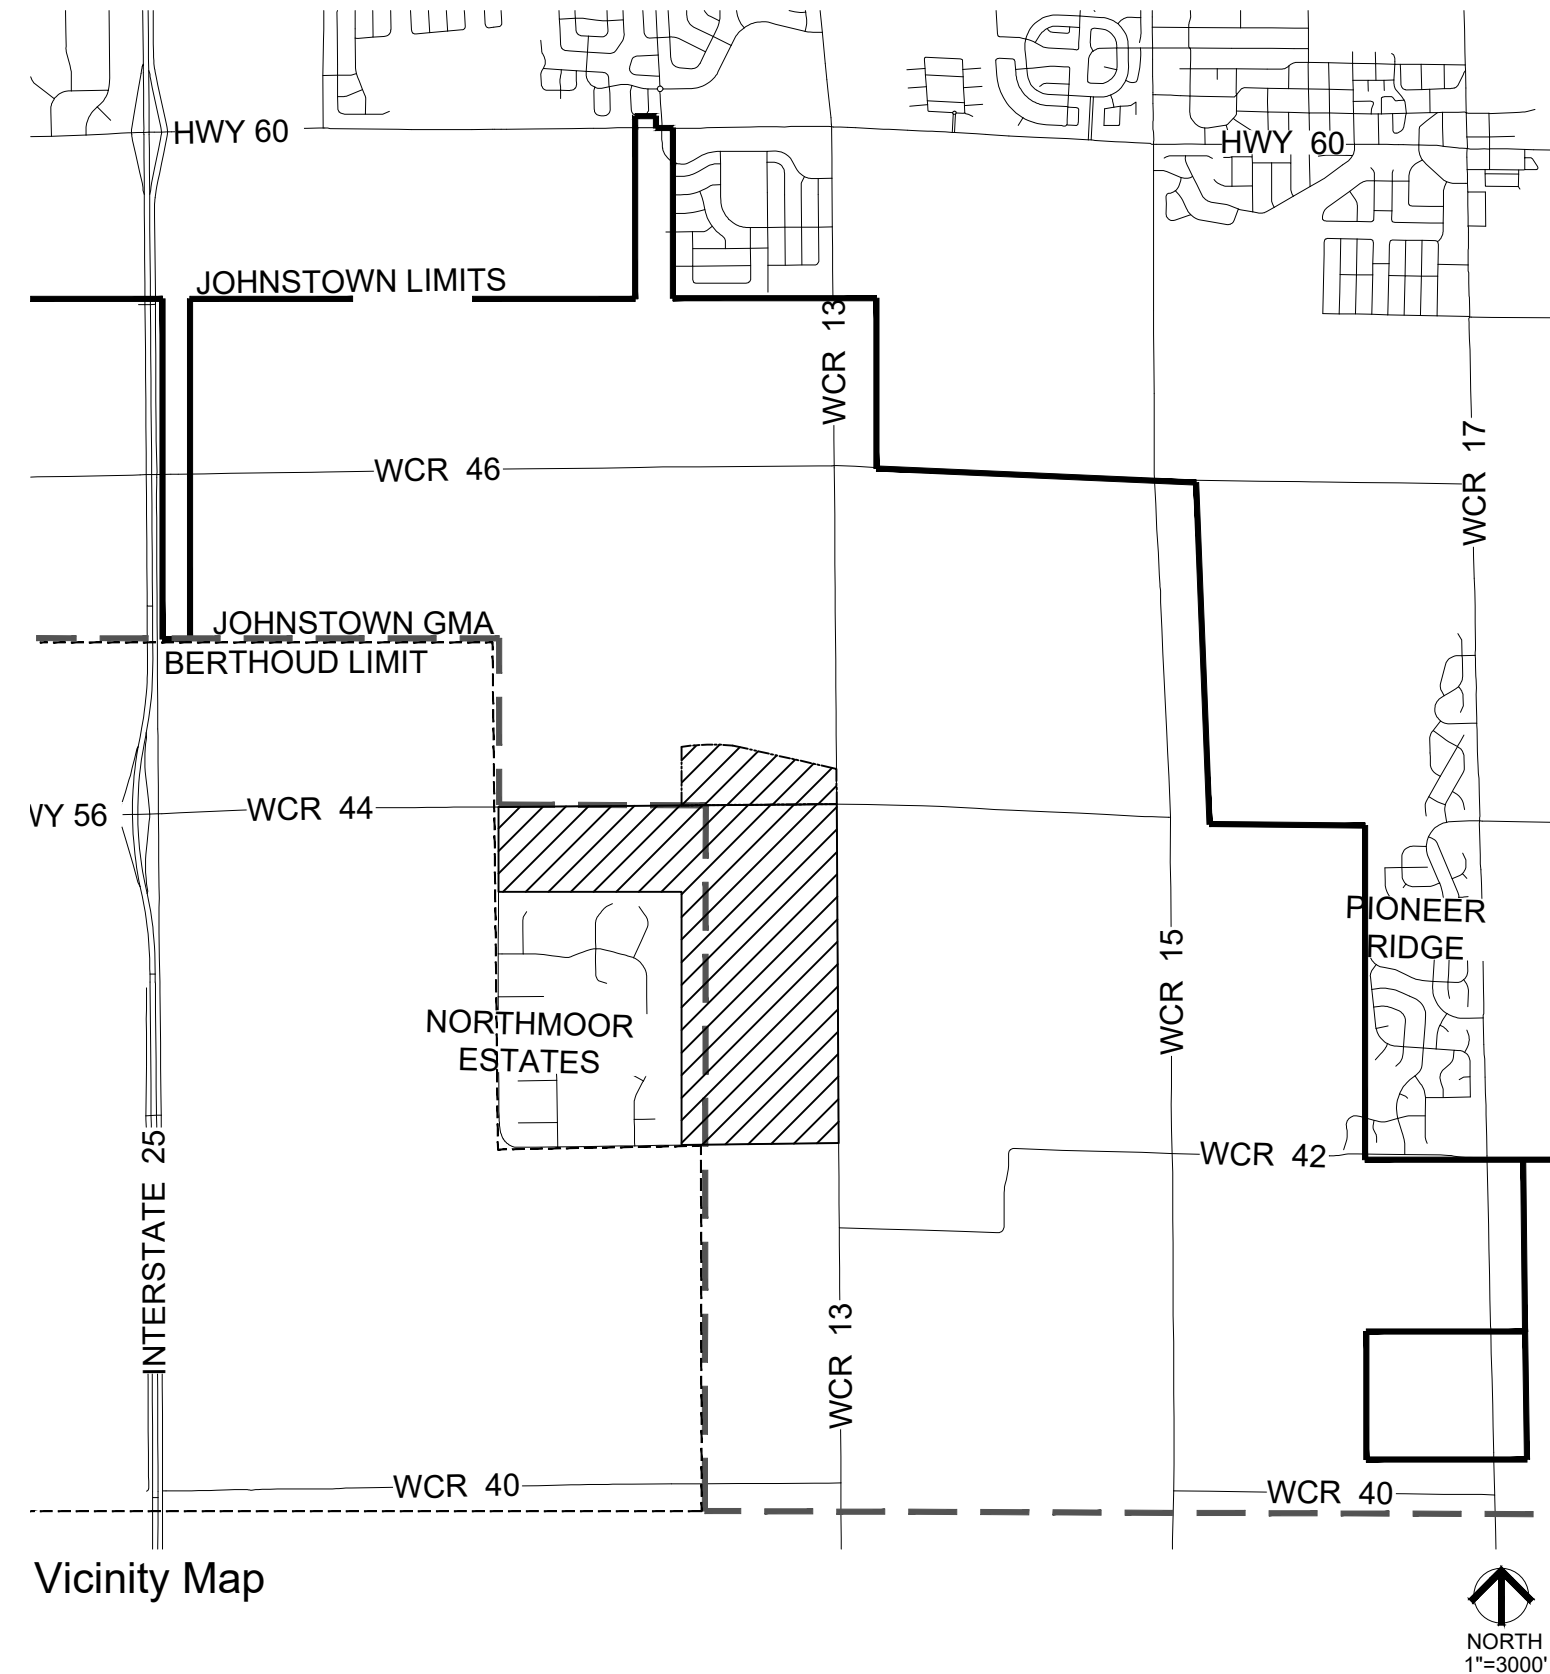 HWY 60
HWY 60
JOHNSTOWN LIMITS
WCR 13
WCR 46
WCR 17
JOHNSTOWN GMA
BERTHOUD LIMIT
WY 56
WCR 44
PIONEER
RIDGE
WCR 15
NORTHMOOR
ESTATES
INTERSTATE 25
WCR 42
WCR 13
WCR 40
WCR 40
Vicinity Map
NORTH
1"=3000'